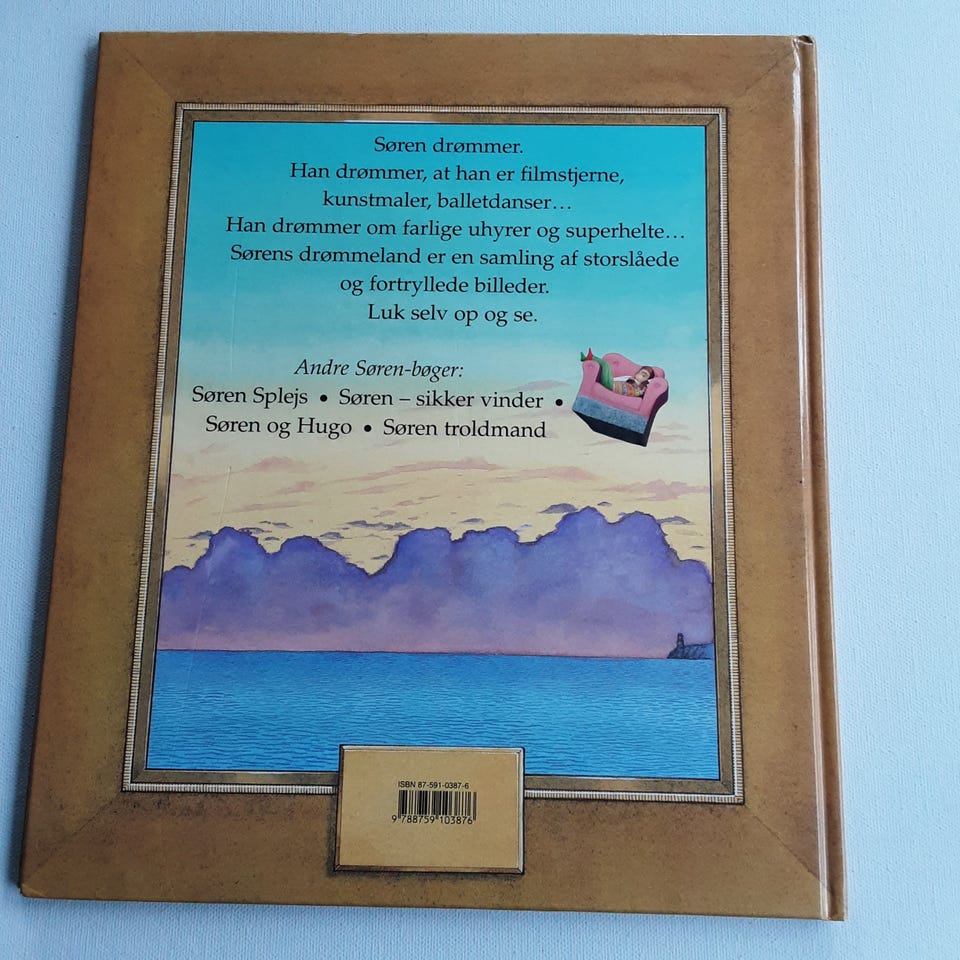 Søren drømmer.
Han drømmer, at han er filmstjerne,
kunstmaler, balletdanser...
Han drømmer om farlige uhyrer og superhelte...
Sørens drømmeland er en samling af storslåede
og fortryllede billeder.
Luk selv op og se.
Andre Søren-bøger:
Søren Splejs • Søren – sikker vinder •
Søren og Hugo • Søren troldmand
ISBN 87-591-0387-6
9 788759 103876